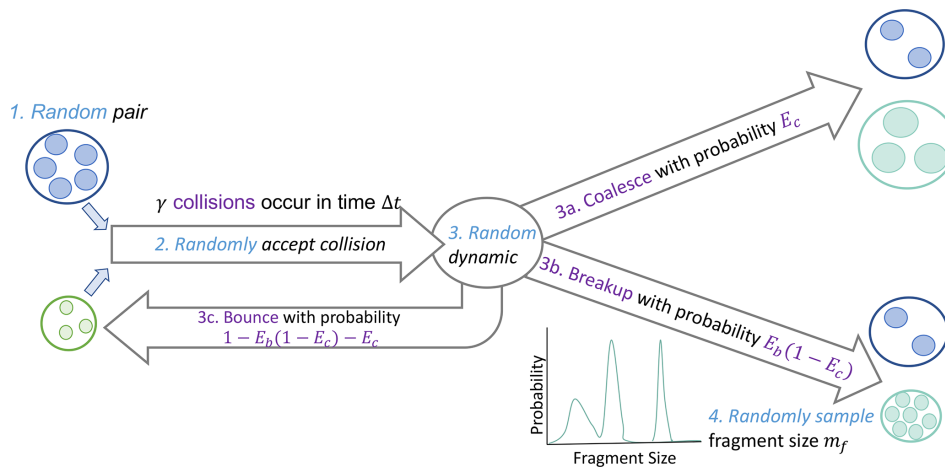 1. Random pair
γ collisions occur in time Δt
2. Randomly accept collision
3. Random
dynamic
3a. Coalesce with probability E_c
3b. Breakup with probability E_b(1 − E_c)
3c. Bounce with probability
1 − E_b(1 − E_c) − E_c
Probability
Fragment Size
4. Randomly sample
fragment size m_f